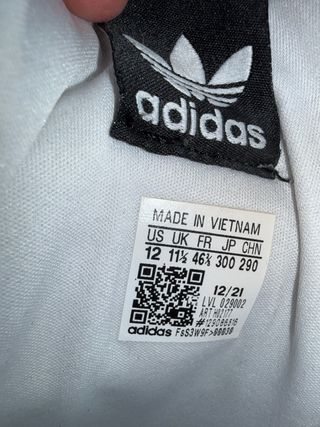 adidas
MADE IN VIETNAM
US UK FR JP CHN
12 11½ 46⅔ 300 290
12/21
LVL 029002
ART H02177
adidas